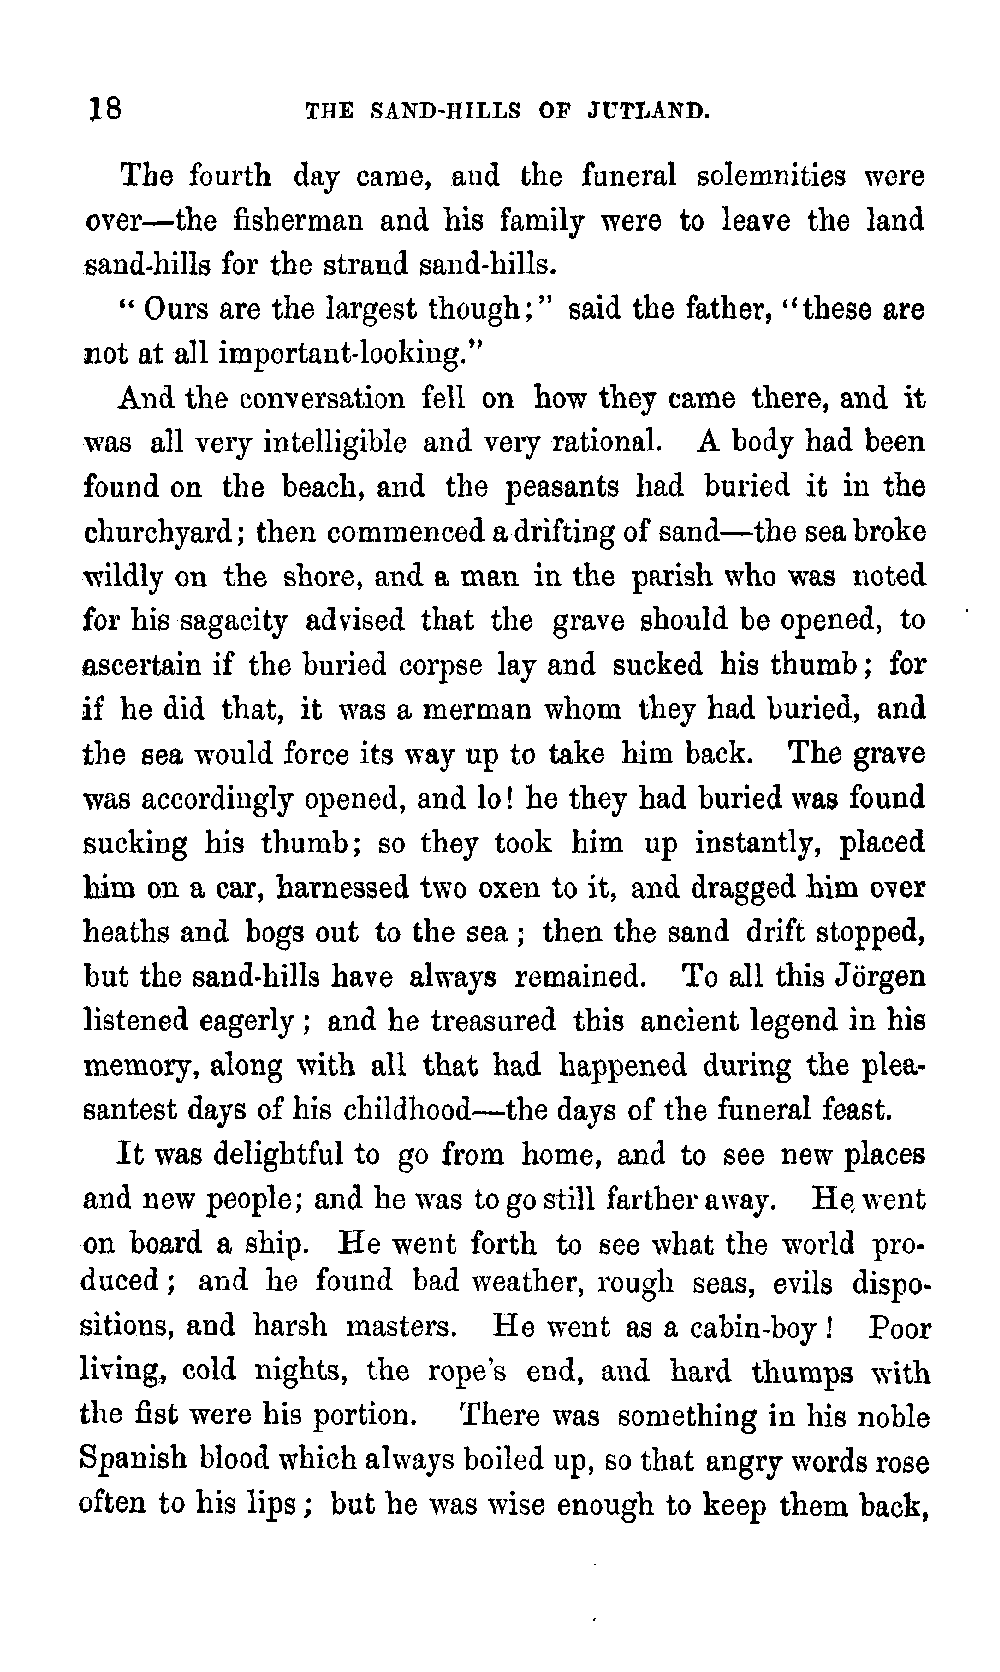 18 THE SAND-HILLS OF JUTLAND.
The fourth day came, and the funeral solemnities were
over—the fisherman and his family were to leave the land
sand-hills for the strand sand-hills.
"Ours are the largest though;" said the father, "these are
not at all important-looking."
And the conversation fell on how they came there, and it
was all very intelligible and very rational. A body had been
found on the beach, and the peasants had buried it in the
churchyard; then commenced a drifting of sand—the sea broke
wildly on the shore, and a man in the parish who was noted
for his sagacity advised that the grave should be opened, to
ascertain if the buried corpse lay and sucked his thumb; for
if he did that, it was a merman whom they had buried, and
the sea would force its way up to take him back. The grave
was accordingly opened, and lo! he they had buried was found
sucking his thumb; so they took him up instantly, placed
him on a car, harnessed two oxen to it, and dragged him over
heaths and bogs out to the sea; then the sand drift stopped,
but the sand-hills have always remained. To all this Jörgen
listened eagerly; and he treasured this ancient legend in his
memory, along with all that had happened during the plea-
santest days of his childhood—the days of the funeral feast.
It was delightful to go from home, and to see new places
and new people; and he was to go still farther away. He went
on board a ship. He went forth to see what the world pro-
duced; and he found bad weather, rough seas, evils dispo-
sitions, and harsh masters. He went as a cabin-boy! Poor
living, cold nights, the rope's end, and hard thumps with
the fist were his portion. There was something in his noble
Spanish blood which always boiled up, so that angry words rose
often to his lips; but he was wise enough to keep them back,